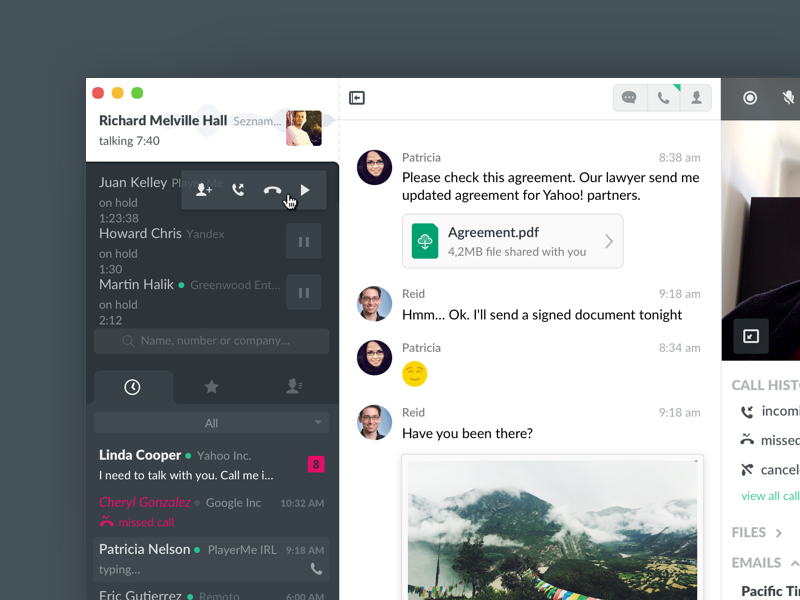 Richard Melville Hall Seznam...
talking 7:40
Juan Kelley
on hold
1:23:38
Howard Chris Yandex
on hold
1:30
Martin Halik Greenwood Ent...
on hold
2:12
Name, number or company...
All
Linda Cooper Yahoo Inc.
I need to talk with you. Call me i...
8
Cheryl Gonzalez Google Inc 10:32 AM
missed call
Patricia Nelson PlayerMe IRL 9:18 AM
typing...
Eric Gutierrez Remoto 6:00 AM
Patricia 8:38 am
Please check this agreement. Our lawyer send me
updated agreement for Yahoo! partners.
Agreement.pdf
4,2MB file shared with you
Reid 9:18 am
Hmm... Ok. I'll send a signed document tonight
Patricia 8:34 am
Reid 9:18 am
Have you been there?
CALL HIST
incomi
missed
cancele
view all call
FILES
EMAILS
Pacific Ti